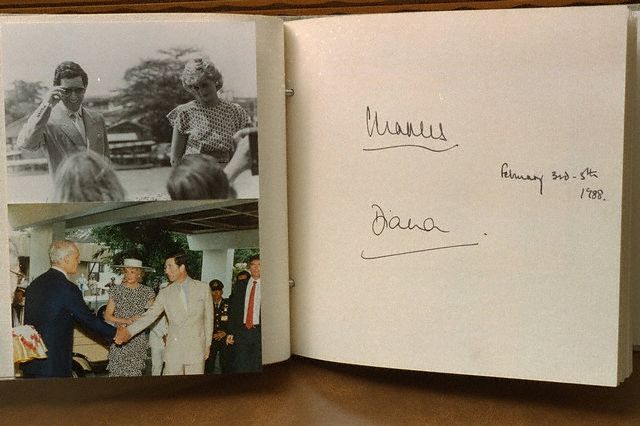 Charles
February 3rd - 5th
1988.
Diana